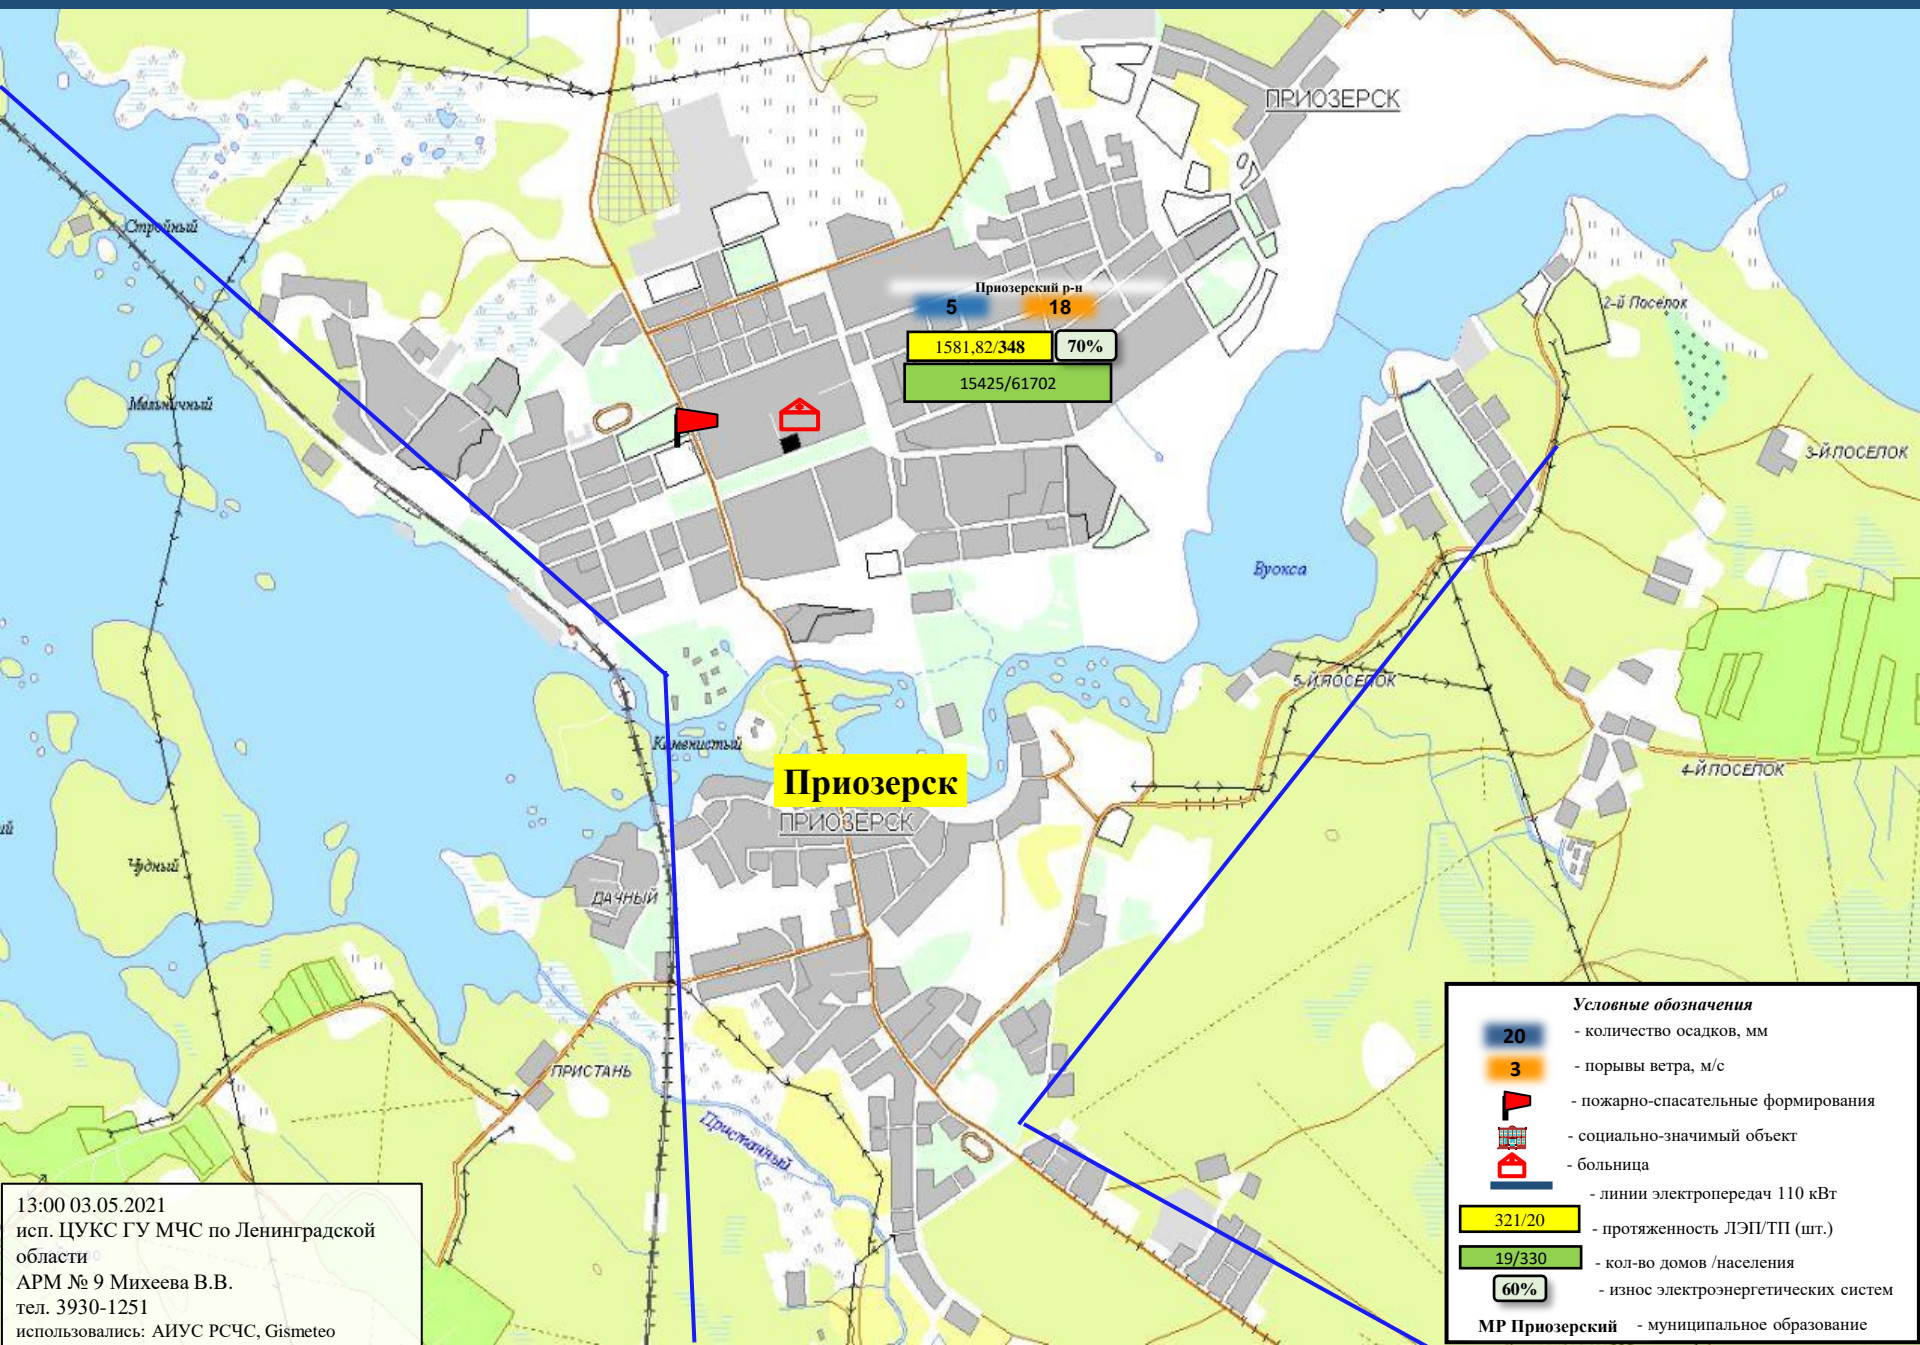 ПРИОЗЕРСК
Стройный
Приозерский р-н
5 18
1581,82/348 70%
15425/61702
2-й Поселок
Мельничный
3-Й ПОСЕЛОК
Вуокса
5-Й ПОСЕЛОК
Каменистый
4-Й ПОСЕЛОК
Приозерск
ПРИОЗЕРСК
Чудный
ДАЧНЫЙ
ПРИСТАНЬ
Пристанный
Условные обозначения
20 - количество осадков, мм
3 - порывы ветра, м/с
- пожарно-спасательные формирования
- социально-значимый объект
- больница
- линии электропередач 110 кВт
321/20 - протяженность ЛЭП/ТП (шт.)
19/330 - кол-во домов /населения
60% - износ электроэнергетических систем
МР Приозерский - муниципальное образование
13:00 03.05.2021
исп. ЦУКС ГУ МЧС по Ленинградской
области
АРМ № 9 Михеева В.В.
тел. 3930-1251
использовались: АИУС РСЧС, Gismeteo